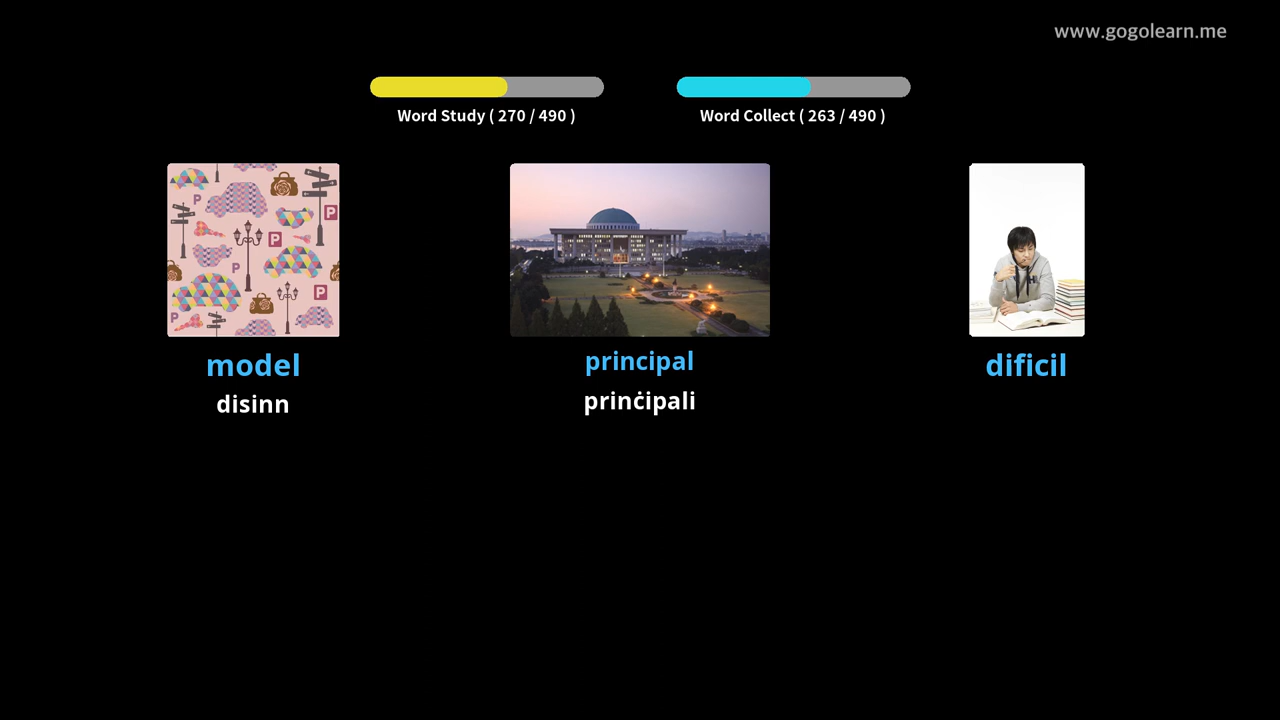 www.gogolearn.me
Word Study ( 270 / 490 )
Word Collect ( 263 / 490 )
P
P
P
P
P
P
model
principal
dificil
disinn
prinċipali